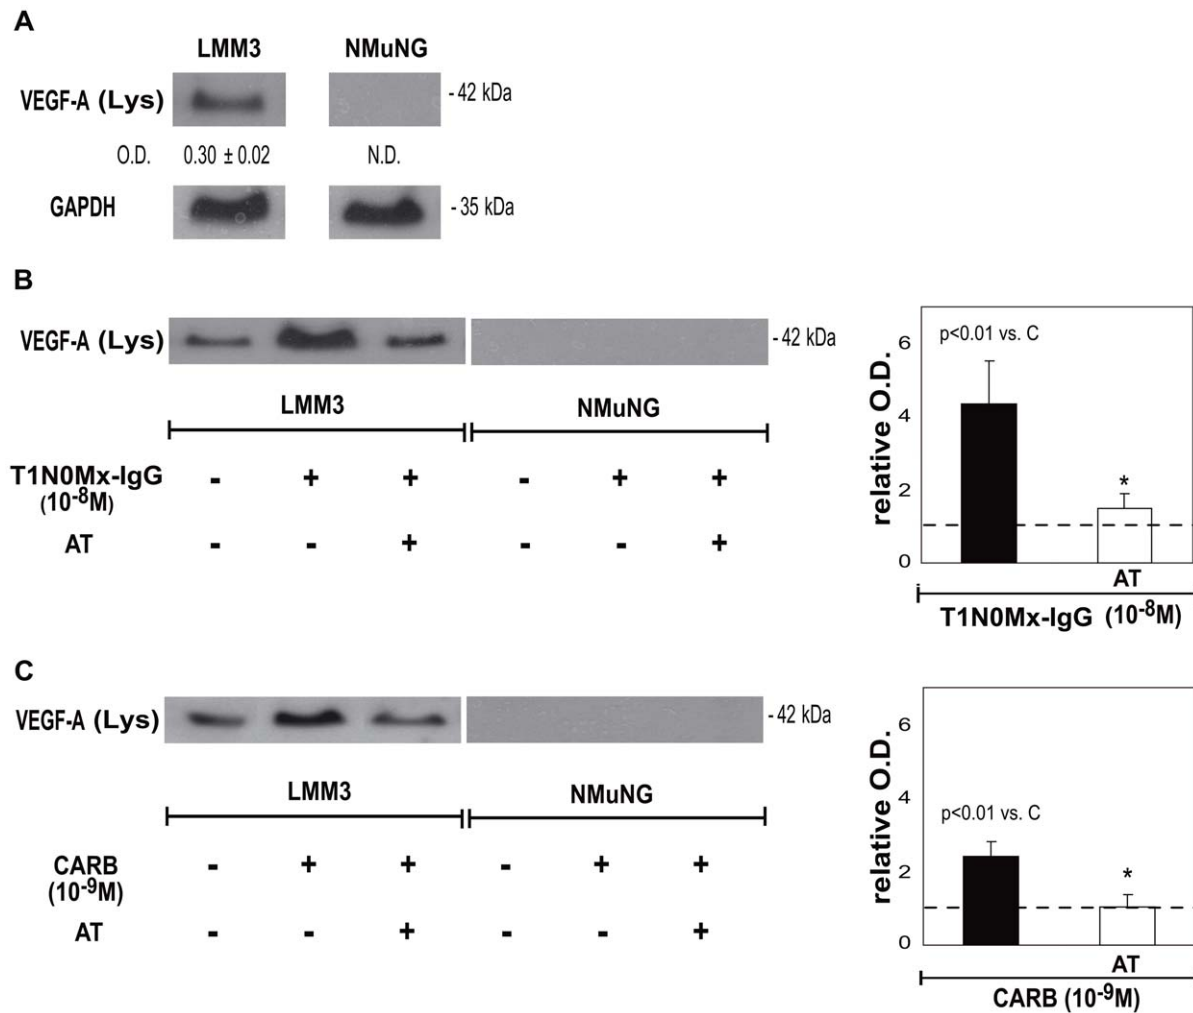 A
LMM3 NMuNG
VEGF-A (Lys) - 42 kDa
O.D. 0.30 ± 0.02 N.D.
GAPDH - 35 kDa
B
VEGF-A (Lys) - 42 kDa
LMM3 NMuNG
T1N0Mx-IgG - + + - + +
(10-8M)
AT - - + - - +
p<0.01 vs. C
relative O.D.
6
4
2
0
*
AT
T1N0Mx-IgG (10-8M)
C
VEGF-A (Lys) - 42 kDa
LMM3 NMuNG
CARB - + + - + +
(10-9M)
AT - - + - - +
p<0.01 vs. C
relative O.D.
6
4
2
0
*
AT
CARB (10-9M)